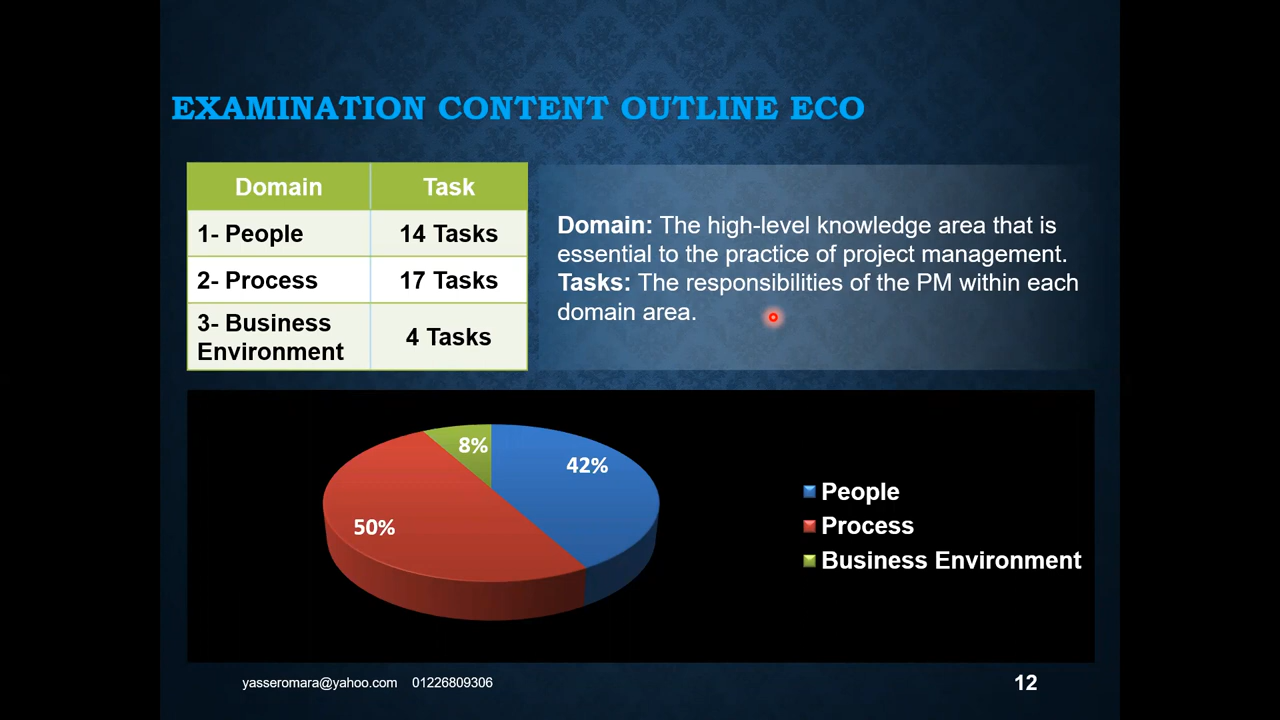 EXAMINATION CONTENT OUTLINE ECO
Domain Task
1- People 14 Tasks
2- Process 17 Tasks
3- Business
Environment
4 Tasks
Domain: The high-level knowledge area that is
essential to the practice of project management.
Tasks: The responsibilities of the PM within each
domain area.
8%
42%
50%
People
Process
Business Environment
yasseromara@yahoo.com 01226809306
12